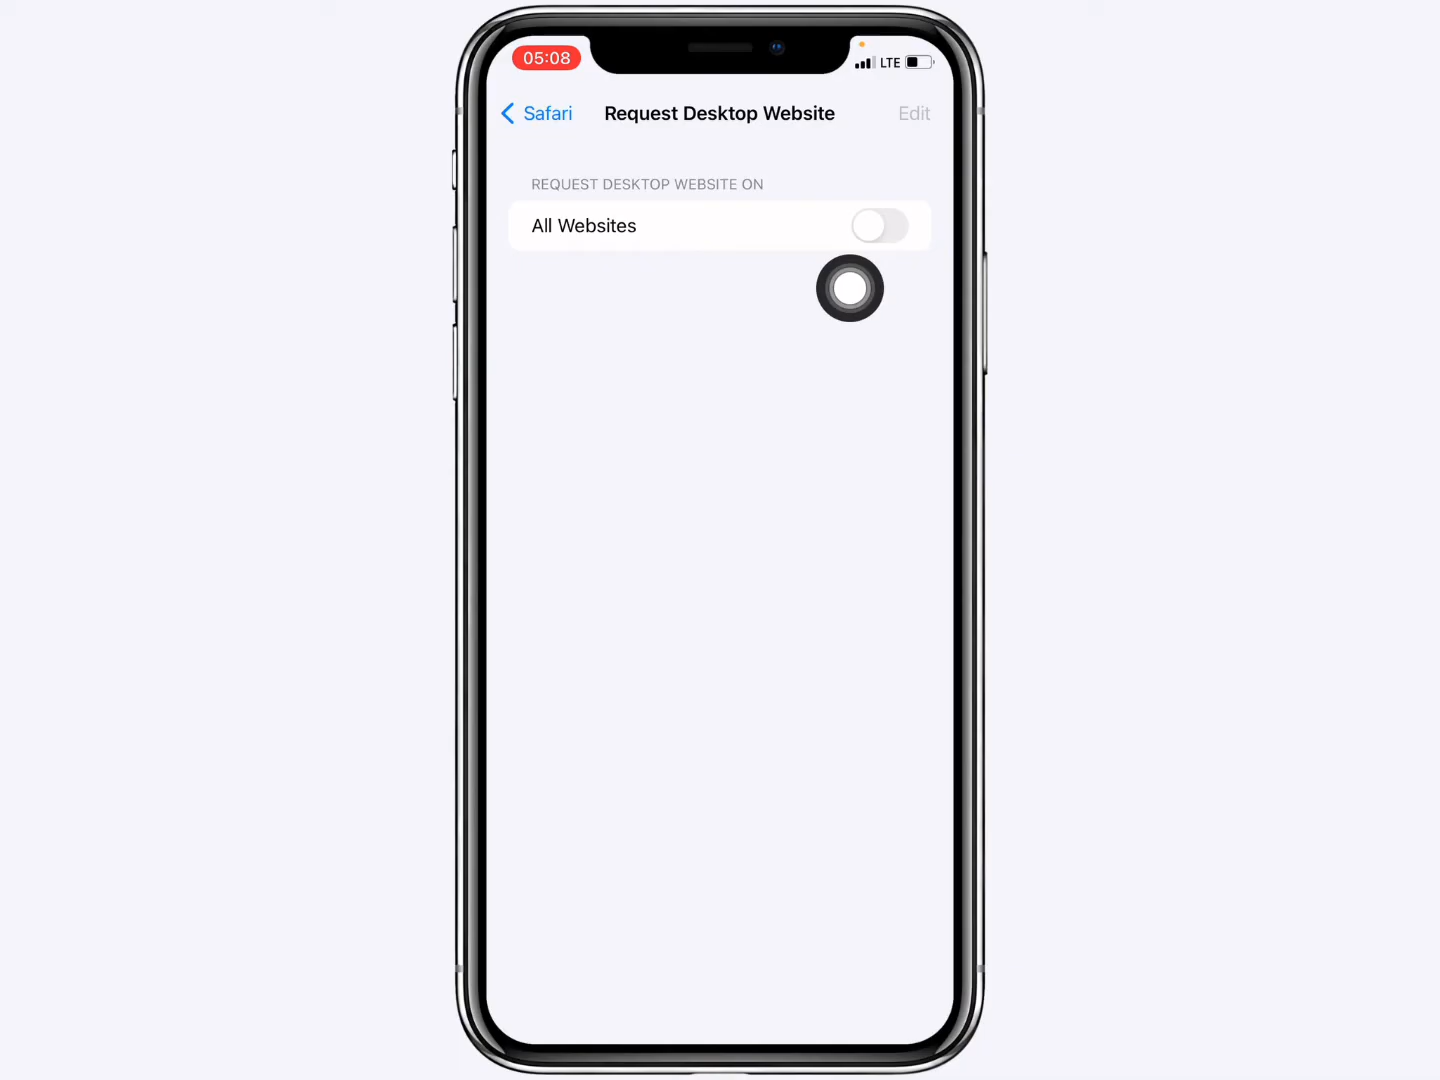 05:08
LTE
Safari
Request Desktop Website
Edit
REQUEST DESKTOP WEBSITE ON
All Websites